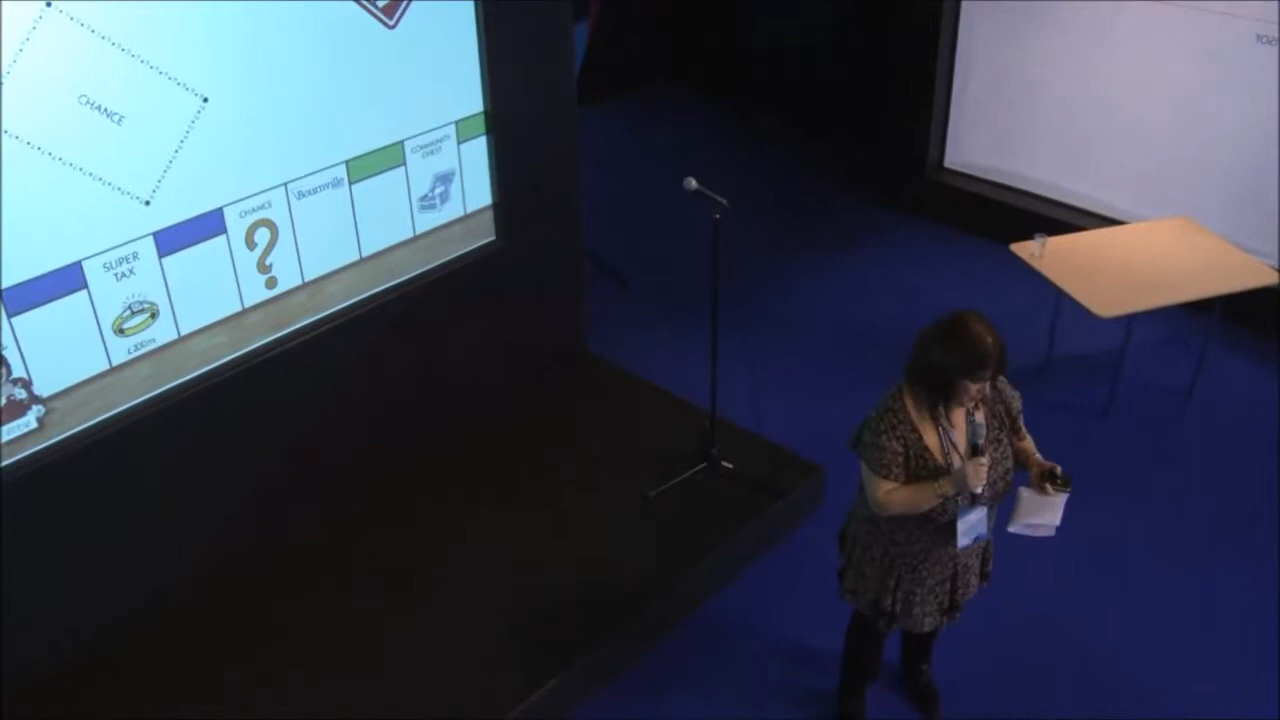 CHANCE
SUPER
TAX
£200m
CHANCE
?
Bournville
COMMUNITY
CHEST